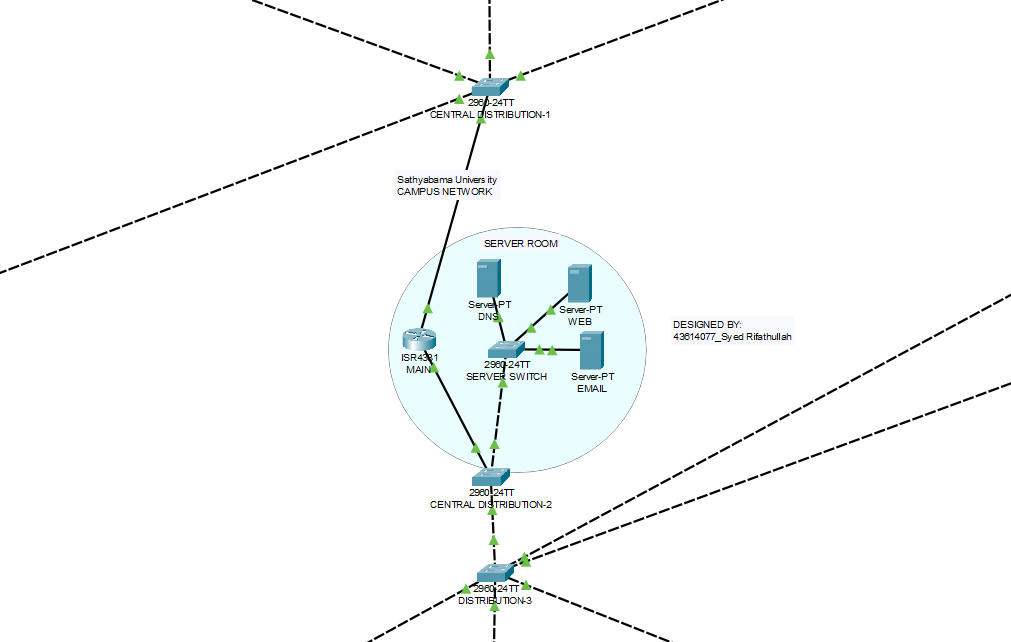 2960-24TT
CENTRAL DISTRIBUTION-1
Sathyabama University
CAMPUS NETWORK
SERVER ROOM
Server-PT
DNS
Server-PT
WEB
DESIGNED BY:
43614077_Syed Rifathullah
ISR4331
MAIN
2960-24TT
SERVER SWITCH
Server-PT
EMAIL
2960-24TT
CENTRAL DISTRIBUTION-2
2960-24TT
DISTRIBUTION-3